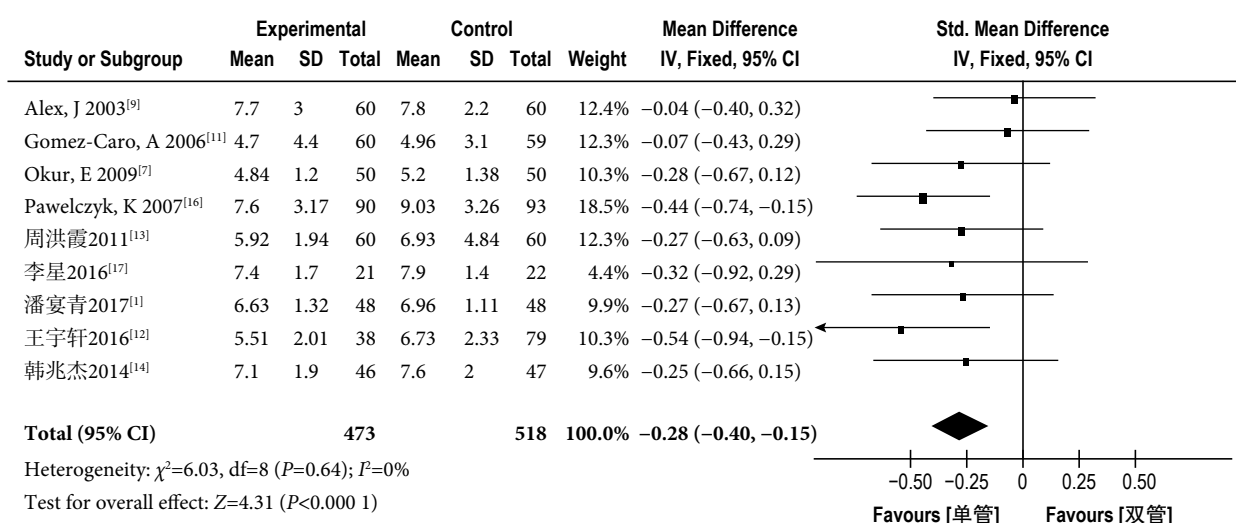 Experimental Control Mean Difference Std. Mean Difference
Study or Subgroup Mean SD Total Mean SD Total Weight IV, Fixed, 95% CI IV, Fixed, 95% CI
Alex, J 2003[9] 7.7 3 60 7.8 2.2 60 12.4% −0.04 (−0.40, 0.32)
Gomez-Caro, A 2006[11] 4.7 4.4 60 4.96 3.1 59 12.3% −0.07 (−0.43, 0.29)
Okur, E 2009[7] 4.84 1.2 50 5.2 1.38 50 10.3% −0.28 (−0.67, 0.12)
Pawelczyk, K 2007[16] 7.6 3.17 90 9.03 3.26 93 18.5% −0.44 (−0.74, −0.15)
周洪霞2011[13] 5.92 1.94 60 6.93 4.84 60 12.3% −0.27 (−0.63, 0.09)
李星2016[17] 7.4 1.7 21 7.9 1.4 22 4.4% −0.32 (−0.92, 0.29)
潘宴青2017[1] 6.63 1.32 48 6.96 1.11 48 9.9% −0.27 (−0.67, 0.13)
王宇轩2016[12] 5.51 2.01 38 6.73 2.33 79 10.3% −0.54 (−0.94, −0.15)
韩兆杰2014[14] 7.1 1.9 46 7.6 2 47 9.6% −0.25 (−0.66, 0.15)
Total (95% CI) 473 518 100.0% −0.28 (−0.40, −0.15)
Heterogeneity: χ²=6.03, df=8 (P=0.64); I²=0%
Test for overall effect: Z=4.31 (P<0.000 1)
−0.50 −0.25 0 0.25 0.50
Favours [单管] Favours [双管]